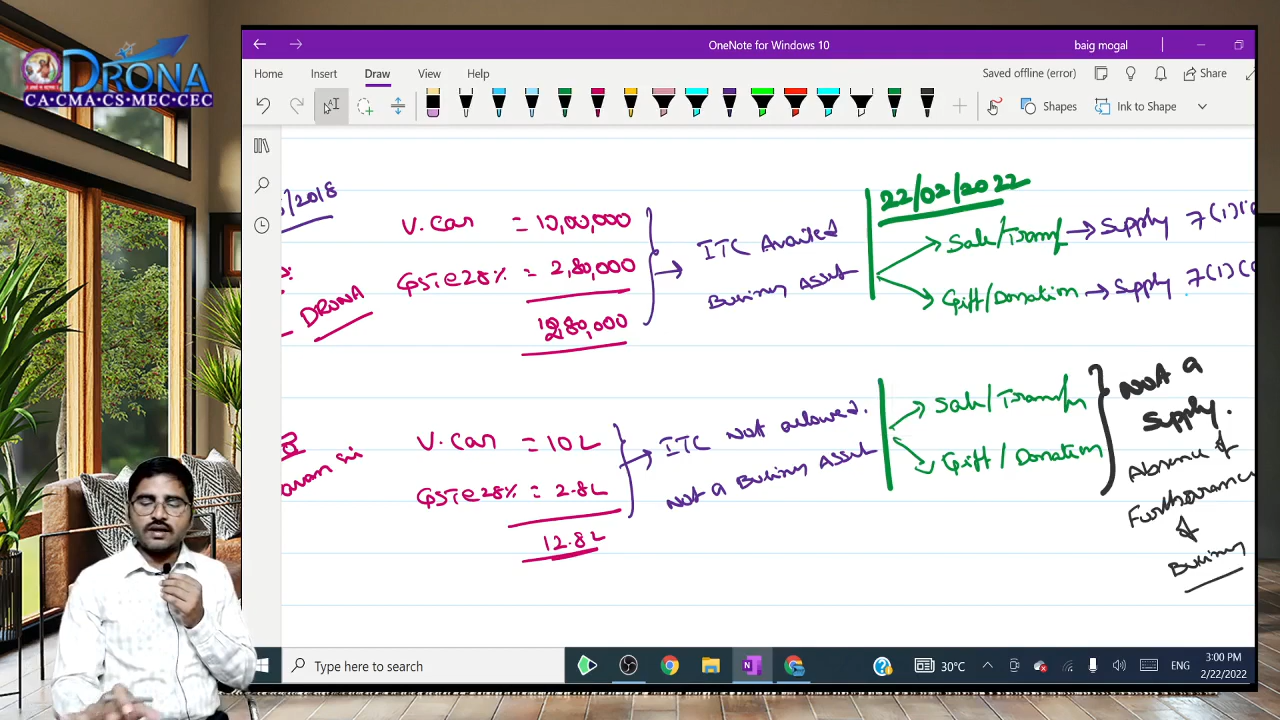 DRONA
CA·CMA·CS·MEC·CEC
OneNote for Windows 10
baig mogal
Home Insert Draw View Help
Saved offline (error)
Share
Shapes
Ink to Shape
/2018
DRONA
V. Car = 10,00,000
GST @ 28% = 2,80,000
12,80,000
ITC Availed
Business Asset
22/02/2022
Sale/Transf → Supply 7(1)(
Gift/Donation → Supply 7(1)(
V. Car = 10 L
GST @ 28% = 2.8L
12.8L
ITC Not allowed.
Not a Business Asset
Sale/Transfer
Gift / Donation
Not a
Supply.
Absence of
Furtherance
of
Business
Type here to search
30°C
ENG
3:00 PM
2/22/2022